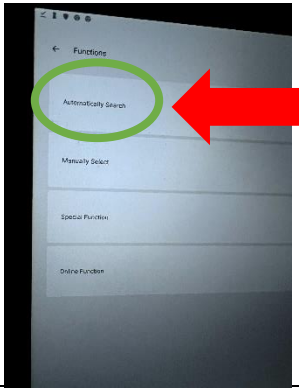 Functions
Automatically Search
Manually Select
Special Function
Online Function